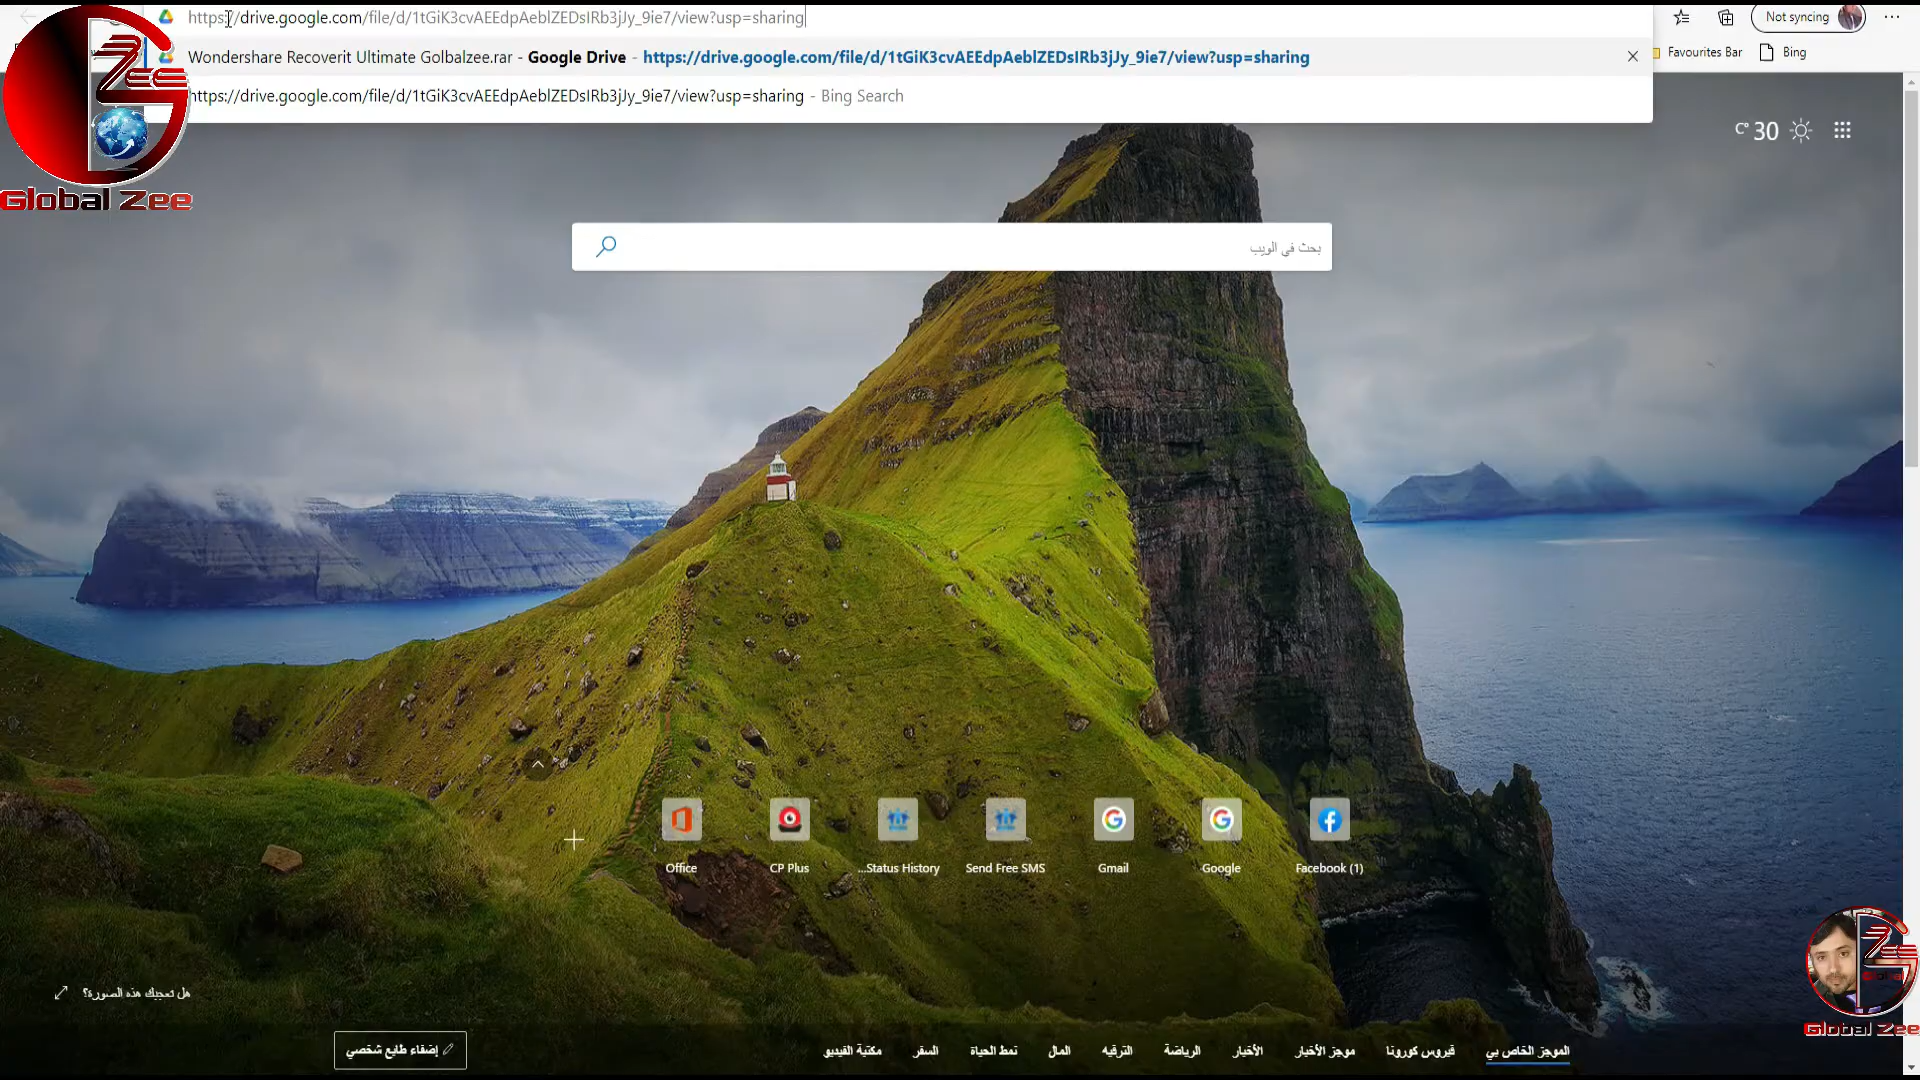 https://drive.google.com/file/d/1tGiK3cvAEEdpAeblZEDsIRb3jJy_9ie7/view?usp=sharing
Not syncing
Wondershare Recoverit Ultimate Golbalzee.rar - Google Drive - https://drive.google.com/file/d/1tGiK3cvAEEdpAeblZEDsIRb3jJy_9ie7/view?usp=sharing
Favourites Bar
Bing
https://drive.google.com/file/d/1tGiK3cvAEEdpAeblZEDsIRb3jJy_9ie7/view?usp=sharing - Bing Search
C° 30
Zee
Global Zee
بحث في الويب
Office
CP Plus
...Status History
Send Free SMS
Gmail
Google
Facebook (1)
هل تعجبك هذه الصورة؟
Zee
Global Zee
إضفاء طابع شخصي
الموجز الخاص بي
فيروس كورونا
موجز الأخبار
الأخبار
الرياضة
الترفيه
المال
نمط الحياة
السفر
مكتبة الفيديو